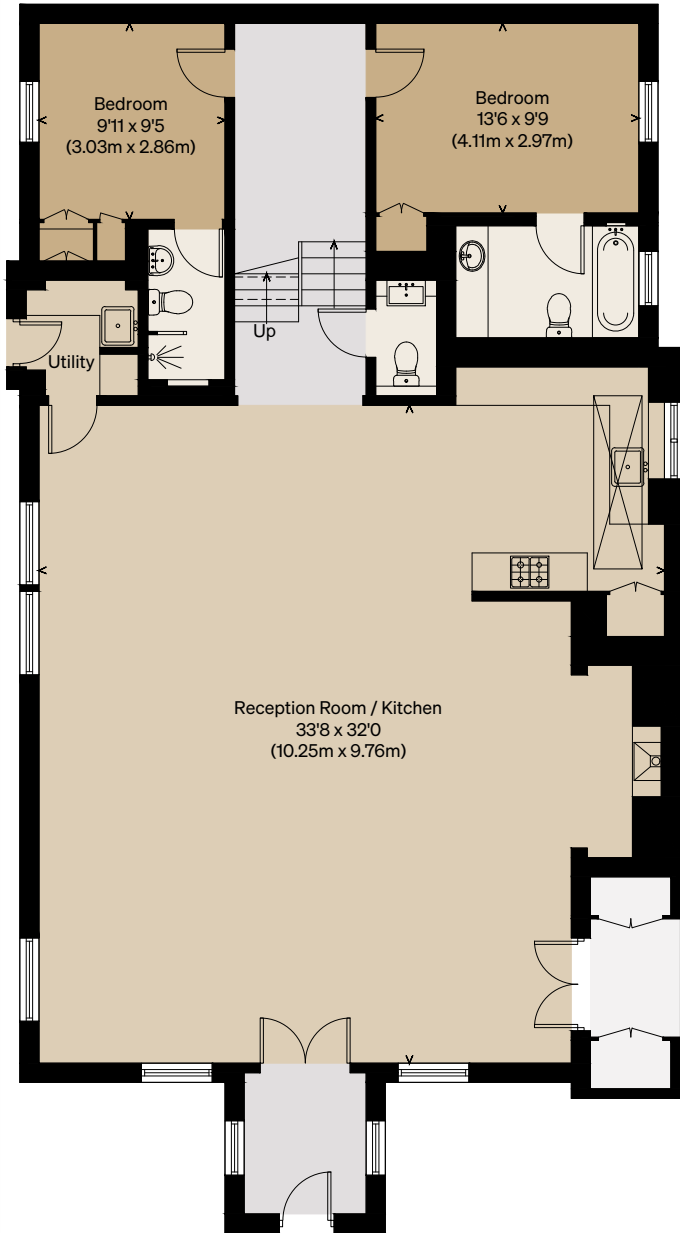 Bedroom
9'11 x 9'5
(3.03m x 2.86m)
Bedroom
13'6 x 9'9
(4.11m x 2.97m)
Up
Utility
Reception Room / Kitchen
33'8 x 32'0
(10.25m x 9.76m)